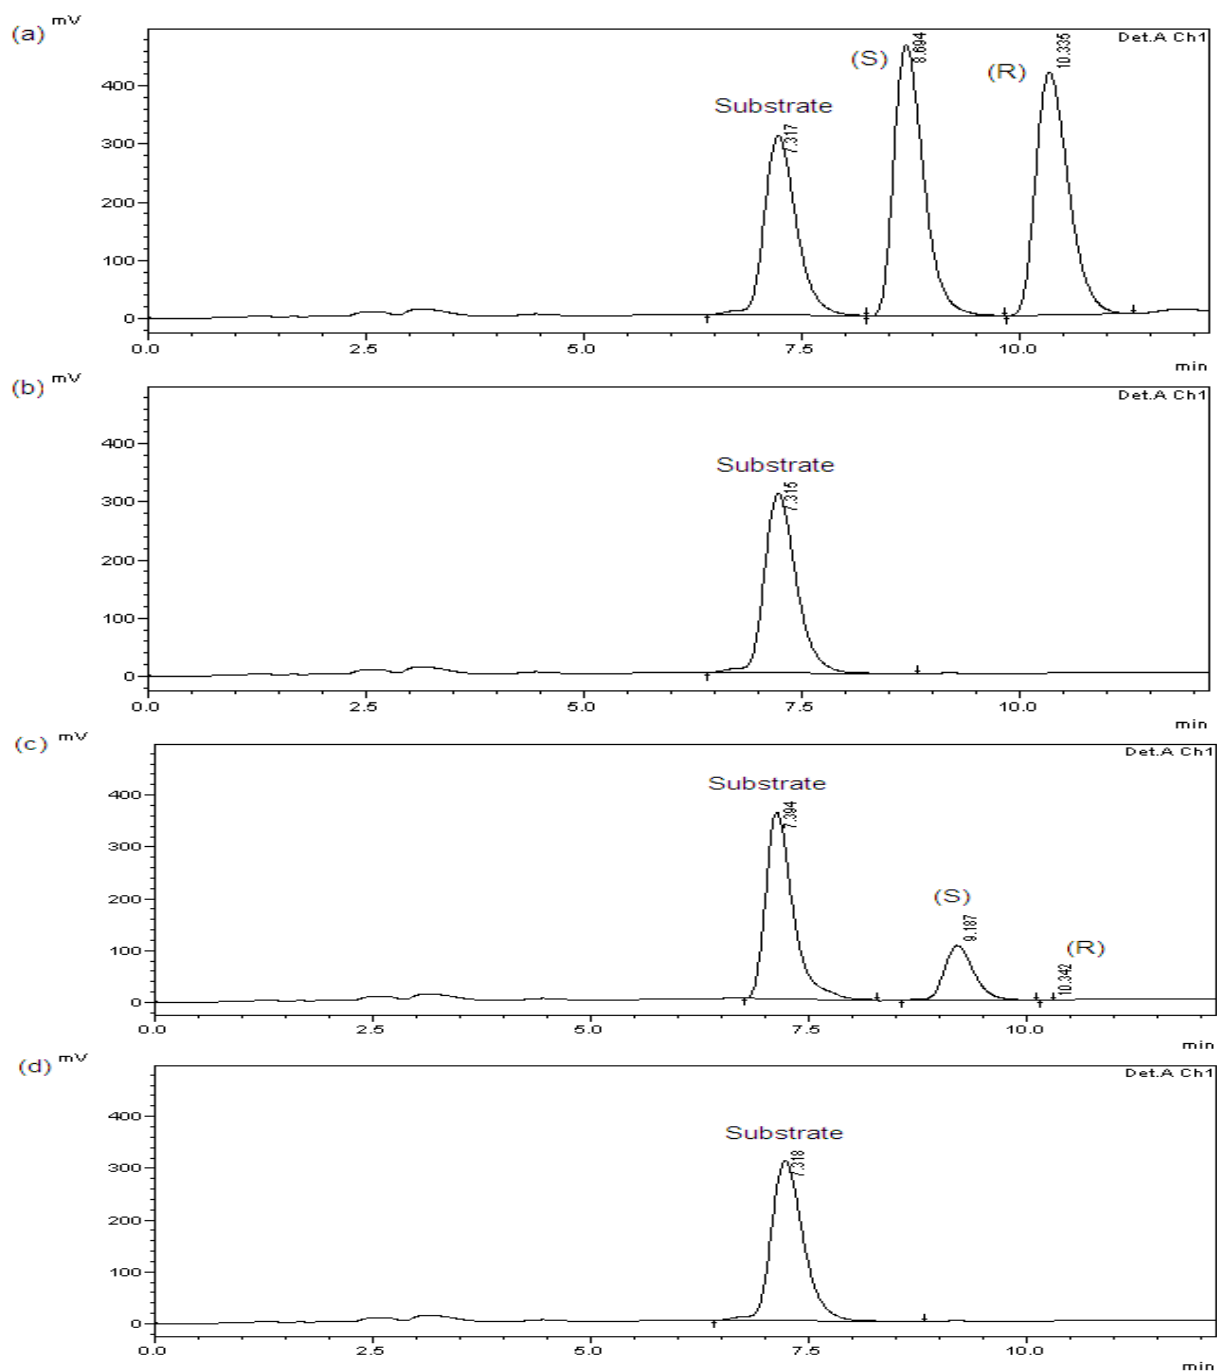 (a) mV
Det.A Ch1
(S) 8.694
(R) 10.335
Substrate
7.317
400
300
200
100
0
0.0 2.5 5.0 7.5 10.0
min
(b) mV
Det.A Ch1
Substrate
7.315
400
300
200
100
0
0.0 2.5 5.0 7.5 10.0
min
(c) mV
Det.A Ch1
Substrate
7.394
(S)
9.187
(R)
10.342
400
300
200
100
0
0.0 2.5 5.0 7.5 10.0
min
(d) mV
Det.A Ch1
Substrate
7.318
400
300
200
100
0
0.0 2.5 5.0 7.5 10.0
min